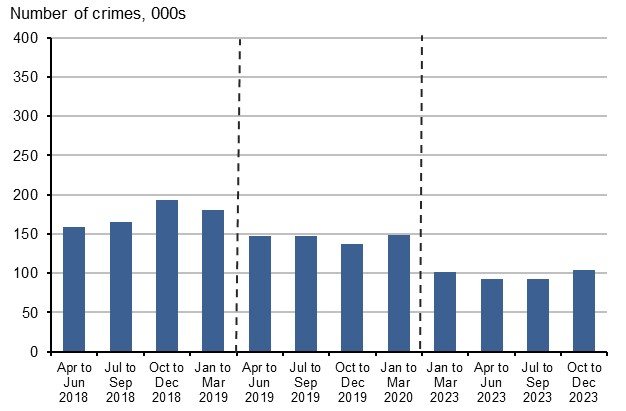 Number of crimes, 000s
400
350
300
250
200
150
100
50
0
Apr to Jul to Oct to Jan to Apr to Jul to Oct to Jan to Jan to Apr to Jul to Oct to
Jun Sep Dec Mar Jun Sep Dec Mar Mar Jun Sep Dec
2018 2018 2018 2019 2019 2019 2019 2020 2023 2023 2023 2023